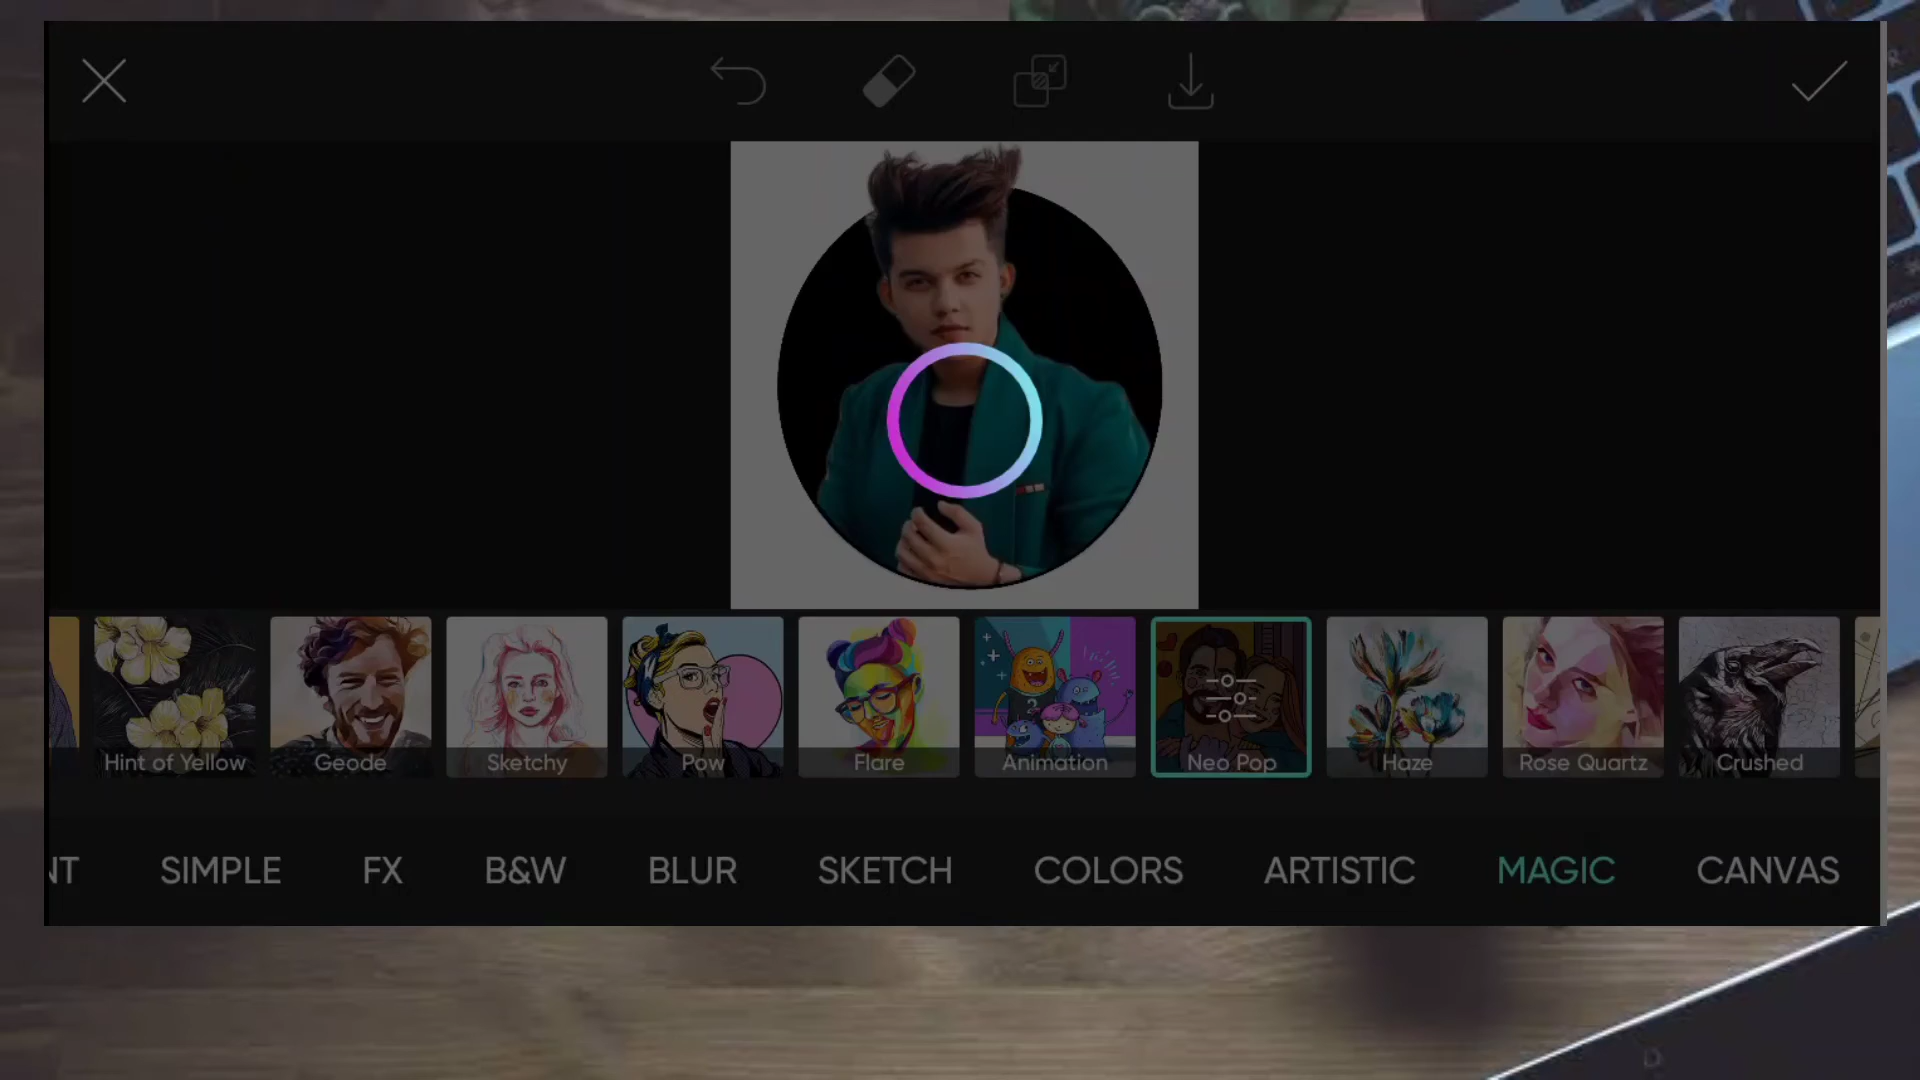 Hint of Yellow
Geode
Sketchy
Pow
Flare
Animation
Neo Pop
Haze
Rose Quartz
Crushed
NT SIMPLE FX B&W BLUR SKETCH COLORS ARTISTIC MAGIC CANVAS